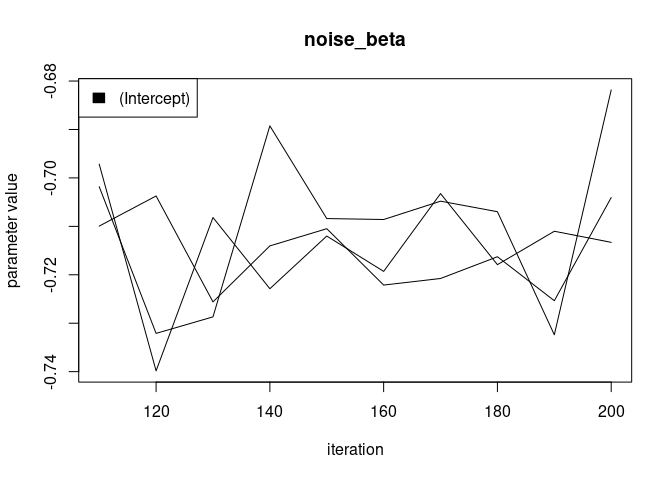 noise_beta
(Intercept)
parameter value
-0.68
-0.70
-0.72
-0.74
120 140 160 180 200
iteration